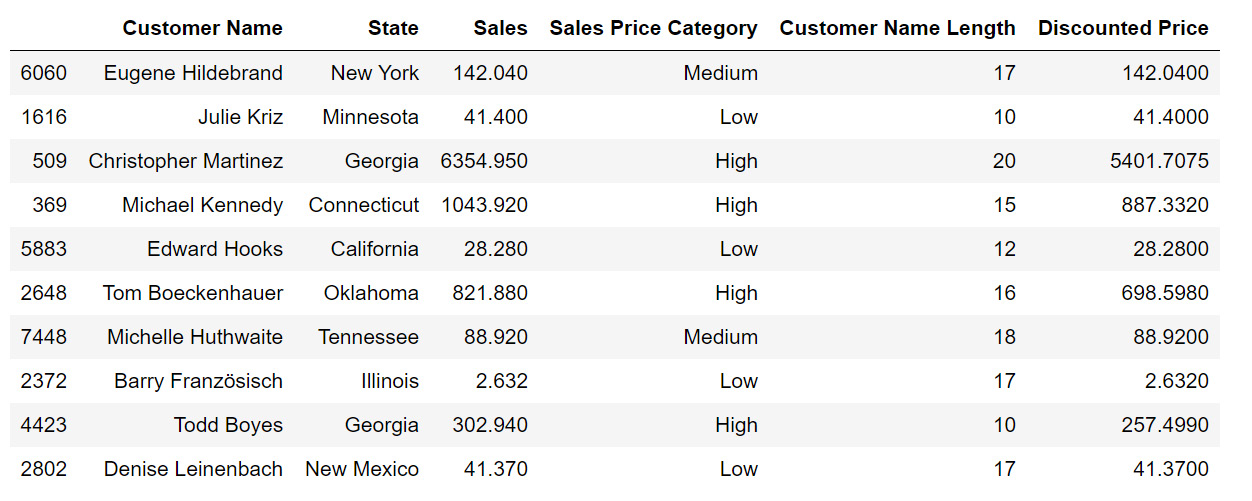 Customer Name State Sales Sales Price Category Customer Name Length Discounted Price
6060 Eugene Hildebrand New York 142.040 Medium 17 142.0400
1616 Julie Kriz Minnesota 41.400 Low 10 41.4000
509 Christopher Martinez Georgia 6354.950 High 20 5401.7075
369 Michael Kennedy Connecticut 1043.920 High 15 887.3320
5883 Edward Hooks California 28.280 Low 12 28.2800
2648 Tom Boeckenhauer Oklahoma 821.880 High 16 698.5980
7448 Michelle Huthwaite Tennessee 88.920 Medium 18 88.9200
2372 Barry Französisch Illinois 2.632 Low 17 2.6320
4423 Todd Boyes Georgia 302.940 High 10 257.4990
2802 Denise Leinenbach New Mexico 41.370 Low 17 41.3700